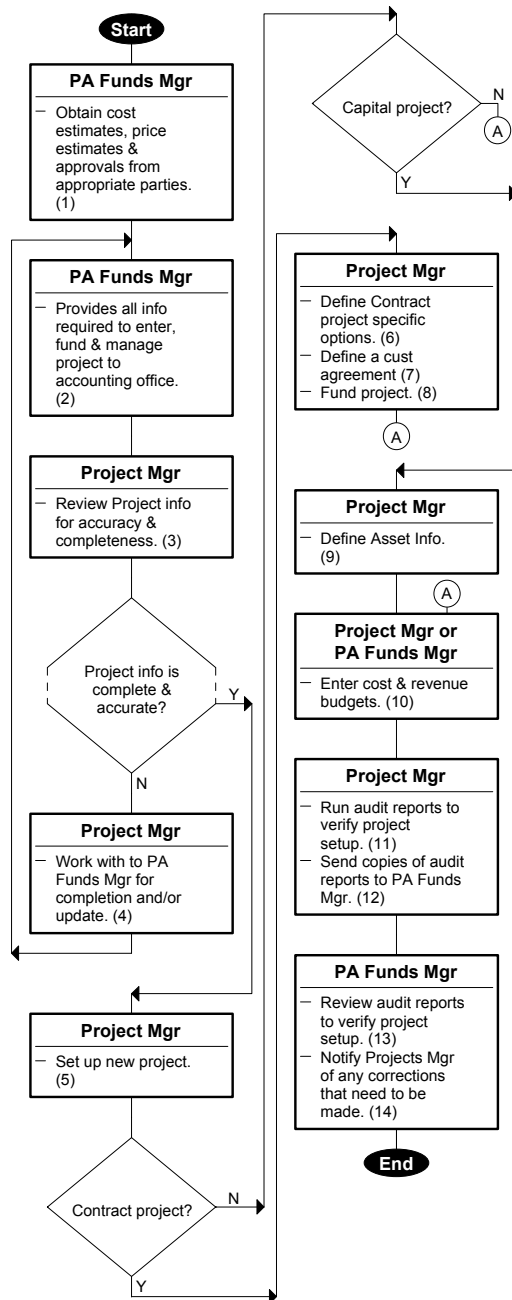 Start
PA Funds Mgr
– Obtain cost
estimates, price
estimates &
approvals from
appropriate parties.
(1)
PA Funds Mgr
– Provides all info
required to enter,
fund & manage
project to
accounting office.
(2)
Project Mgr
– Review Project info
for accuracy &
completeness. (3)
Project info is
complete &
accurate?
Y
N
Project Mgr
– Work with to PA
Funds Mgr for
completion and/or
update. (4)
Project Mgr
– Set up new project.
(5)
Contract project?
N
Y
Capital project?
N
A
Y
Project Mgr
– Define Contract
project specific
options. (6)
– Define a cust
agreement (7)
– Fund project. (8)
A
Project Mgr
– Define Asset Info.
(9)
A
Project Mgr or
PA Funds Mgr
– Enter cost & revenue
budgets. (10)
Project Mgr
– Run audit reports to
verify project
setup. (11)
– Send copies of audit
reports to PA Funds
Mgr. (12)
PA Funds Mgr
– Review audit reports
to verify project
setup. (13)
– Notify Projects Mgr
of any corrections
that need to be
made. (14)
End